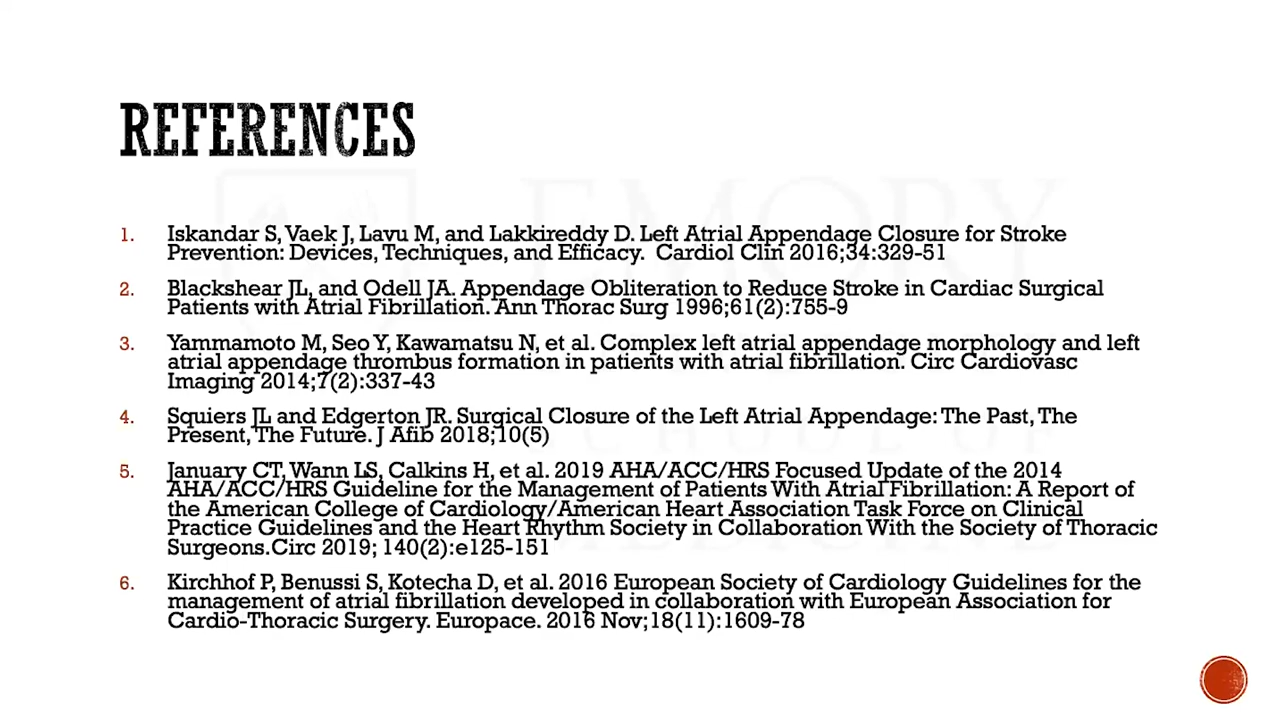 REFERENCES
EMORY
1. Iskandar S, Vaek J, Lavu M, and Lakkireddy D. Left Atrial Appendage Closure for Stroke
Prevention: Devices, Techniques, and Efficacy. Cardiol Clin 2016;34:329-51
2. Blackshear JL, and Odell JA. Appendage Obliteration to Reduce Stroke in Cardiac Surgical
Patients with Atrial Fibrillation. Ann Thorac Surg 1996;61(2):755-9
3. Yammamoto M, Seo Y, Kawamatsu N, et al. Complex left atrial appendage morphology and left
atrial appendage thrombus formation in patients with atrial fibrillation. Circ Cardiovasc
Imaging 2014;7(2):337-43
4. Squiers JL and Edgerton JR. Surgical Closure of the Left Atrial Appendage: The Past, The
Present, The Future. J Afib 2018;10(5)
SCHOOL OF
5. January CT, Wann LS, Calkins H, et al. 2019 AHA/ACC/HRS Focused Update of the 2014
AHA/ACC/HRS Guideline for the Management of Patients With Atrial Fibrillation: A Report of
the American College of Cardiology/American Heart Association Task Force on Clinical
Practice Guidelines and the Heart Rhythm Society in Collaboration With the Society of Thoracic
Surgeons.Circ 2019; 140(2):e125-151
MEDICINE
6. Kirchhof P, Benussi S, Kotecha D, et al. 2016 European Society of Cardiology Guidelines for the
management of atrial fibrillation developed in collaboration with European Association for
Cardio-Thoracic Surgery. Europace. 2016 Nov;18(11):1609-78